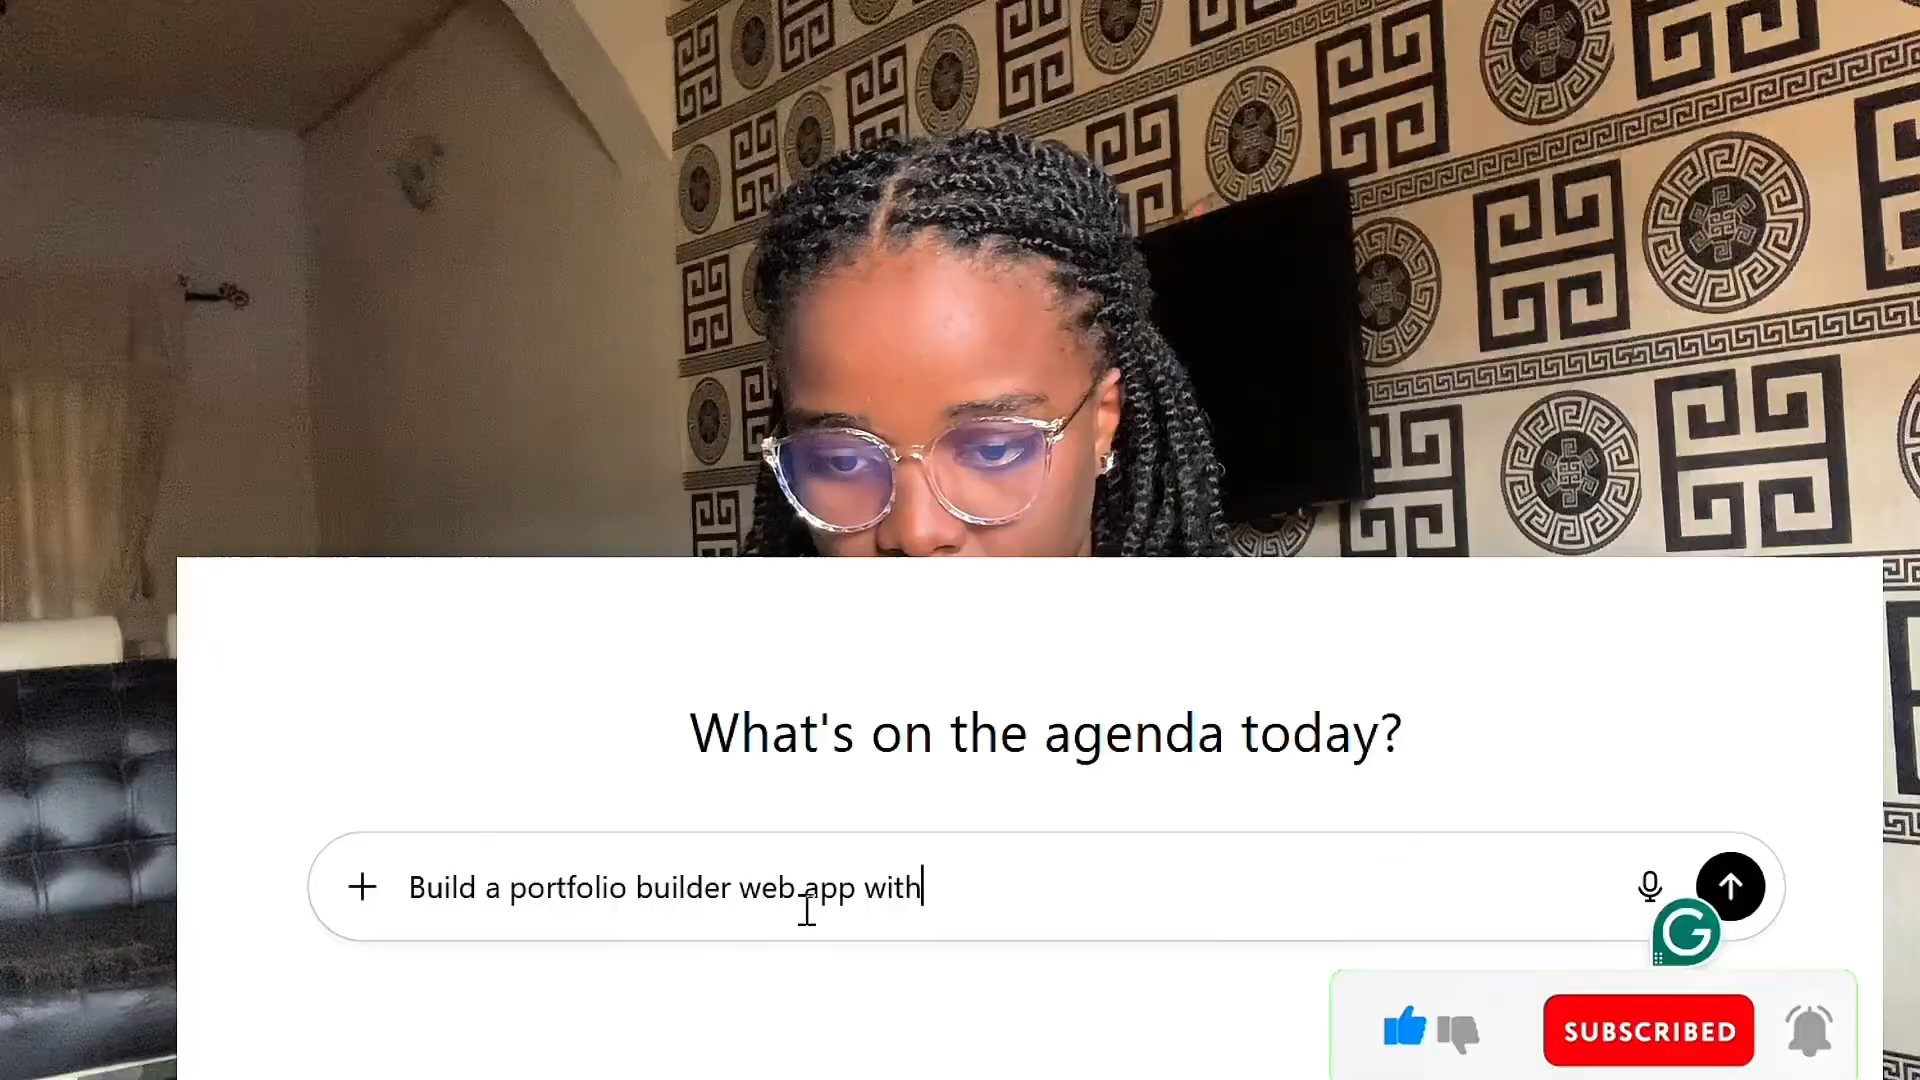 What's on the agenda today?
Build a portfolio builder web app with
G
SUBSCRIBED